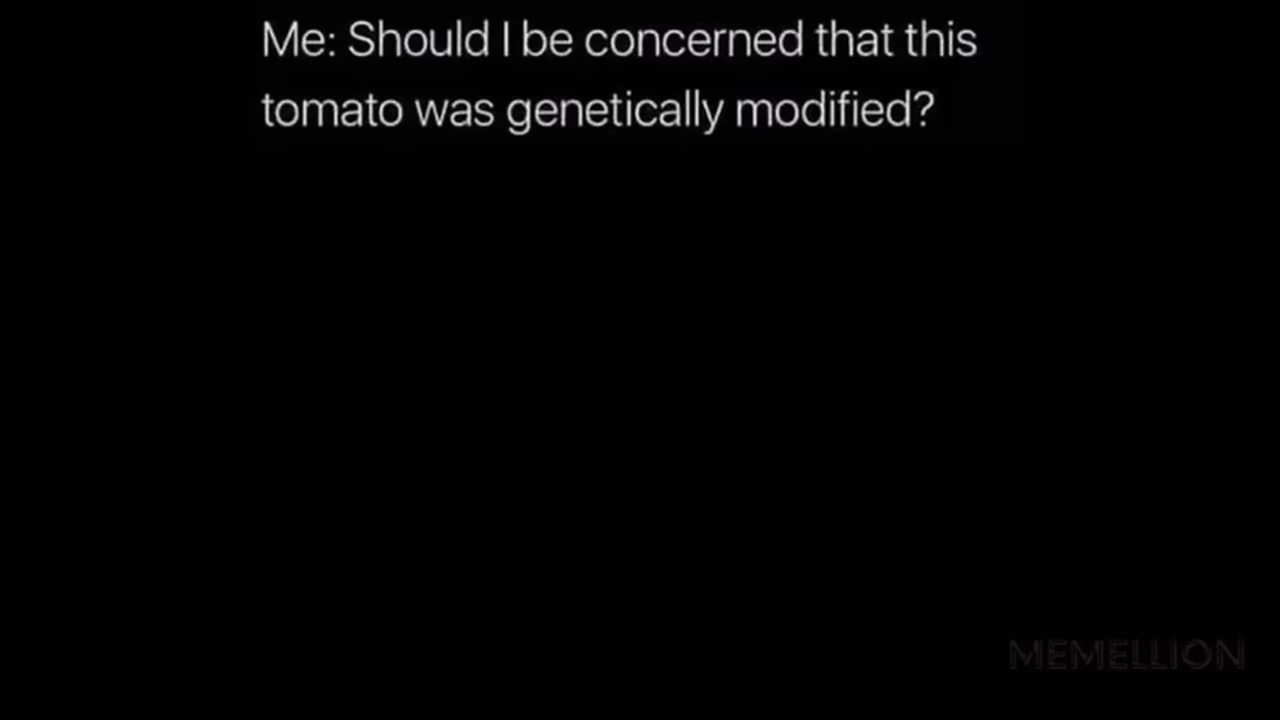 Me: Should I be concerned that this
tomato was genetically modified?
MEMELLION